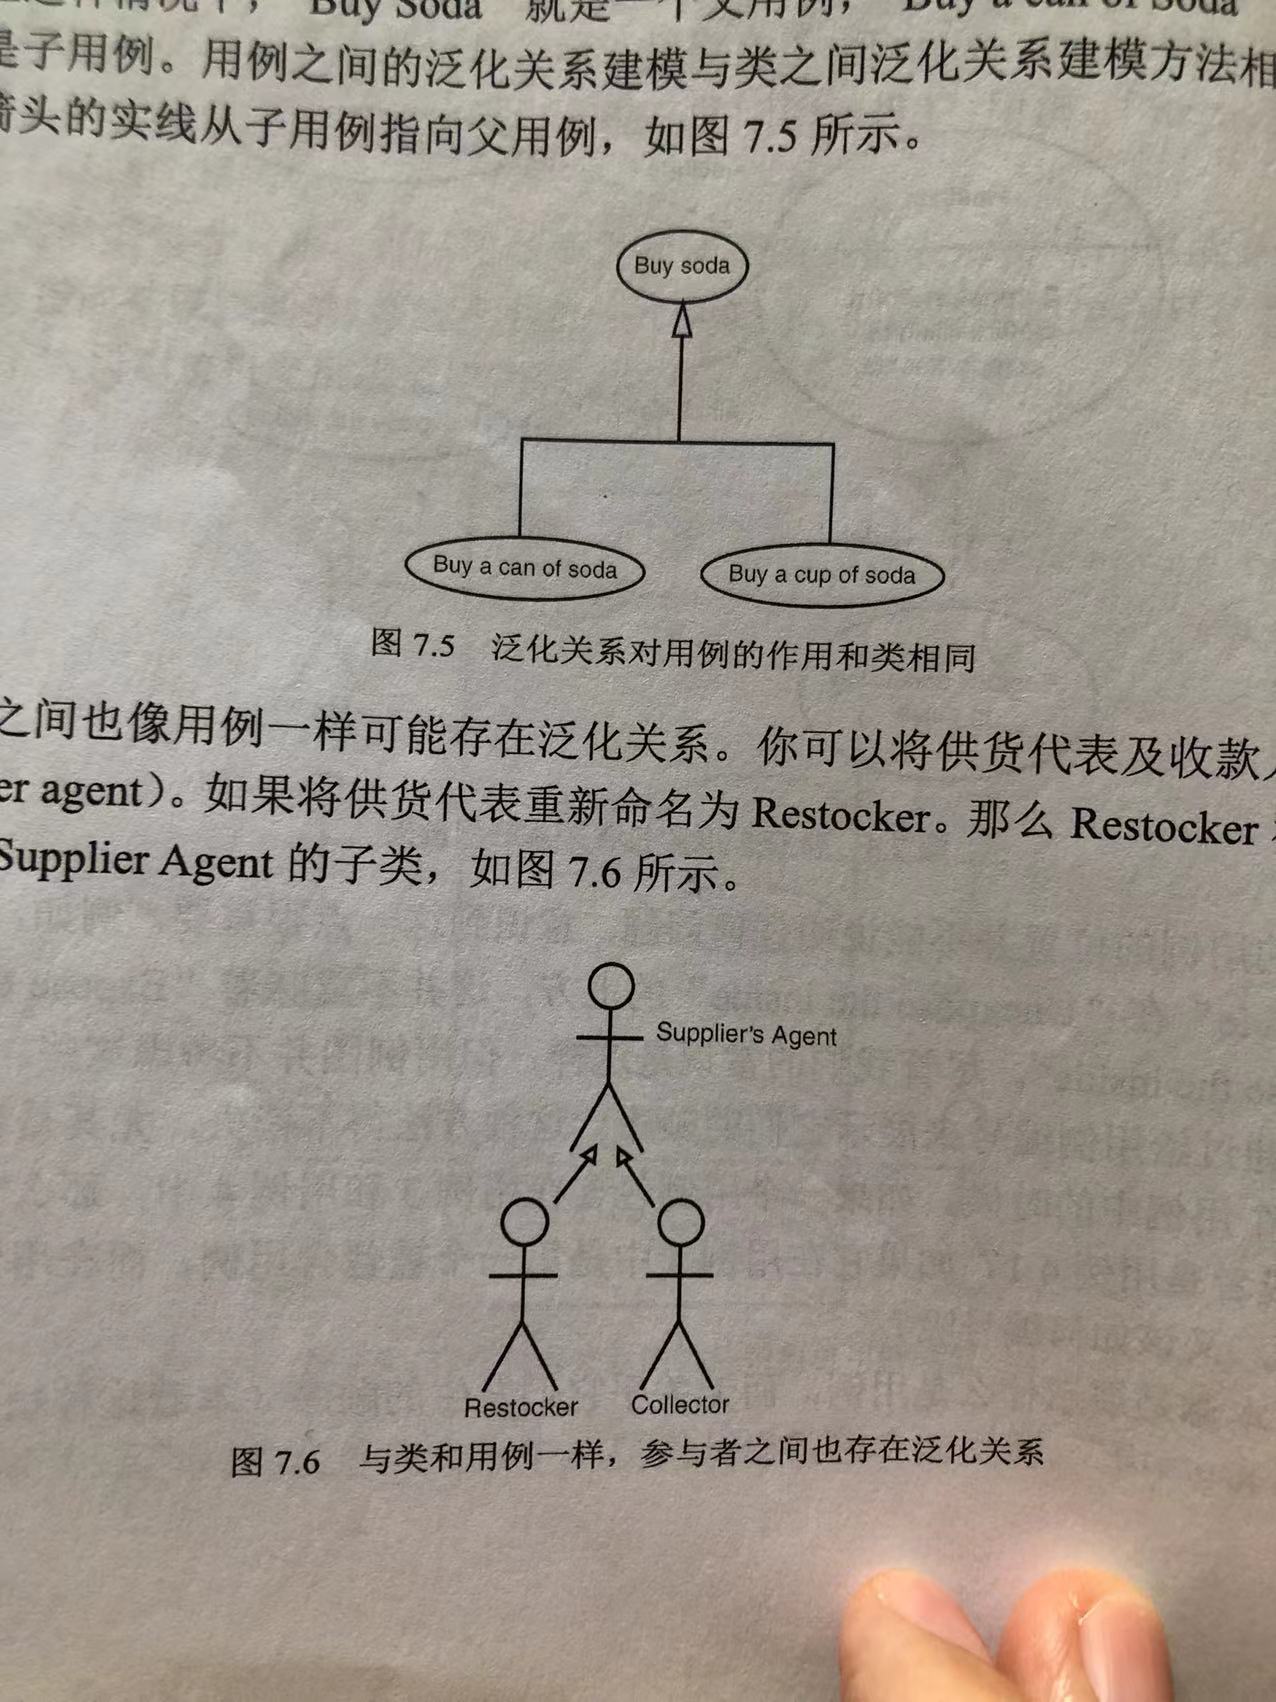 情况下，“Buy Soda”就是一个父用例，“Buy a can of Soda”
是子用例。用例之间的泛化关系建模与类之间泛化关系建模方法相
箭头的实线从子用例指向父用例，如图 7.5 所示。
Buy soda
Buy a can of soda
Buy a cup of soda
图 7.5 泛化关系对用例的作用和类相同
之间也像用例一样可能存在泛化关系。你可以将供货代表及收款
er agent）。如果将供货代表重新命名为 Restocker。那么 Restocker
Supplier Agent 的子类，如图 7.6 所示。
Supplier's Agent
Restocker
Collector
图 7.6 与类和用例一样，参与者之间也存在泛化关系